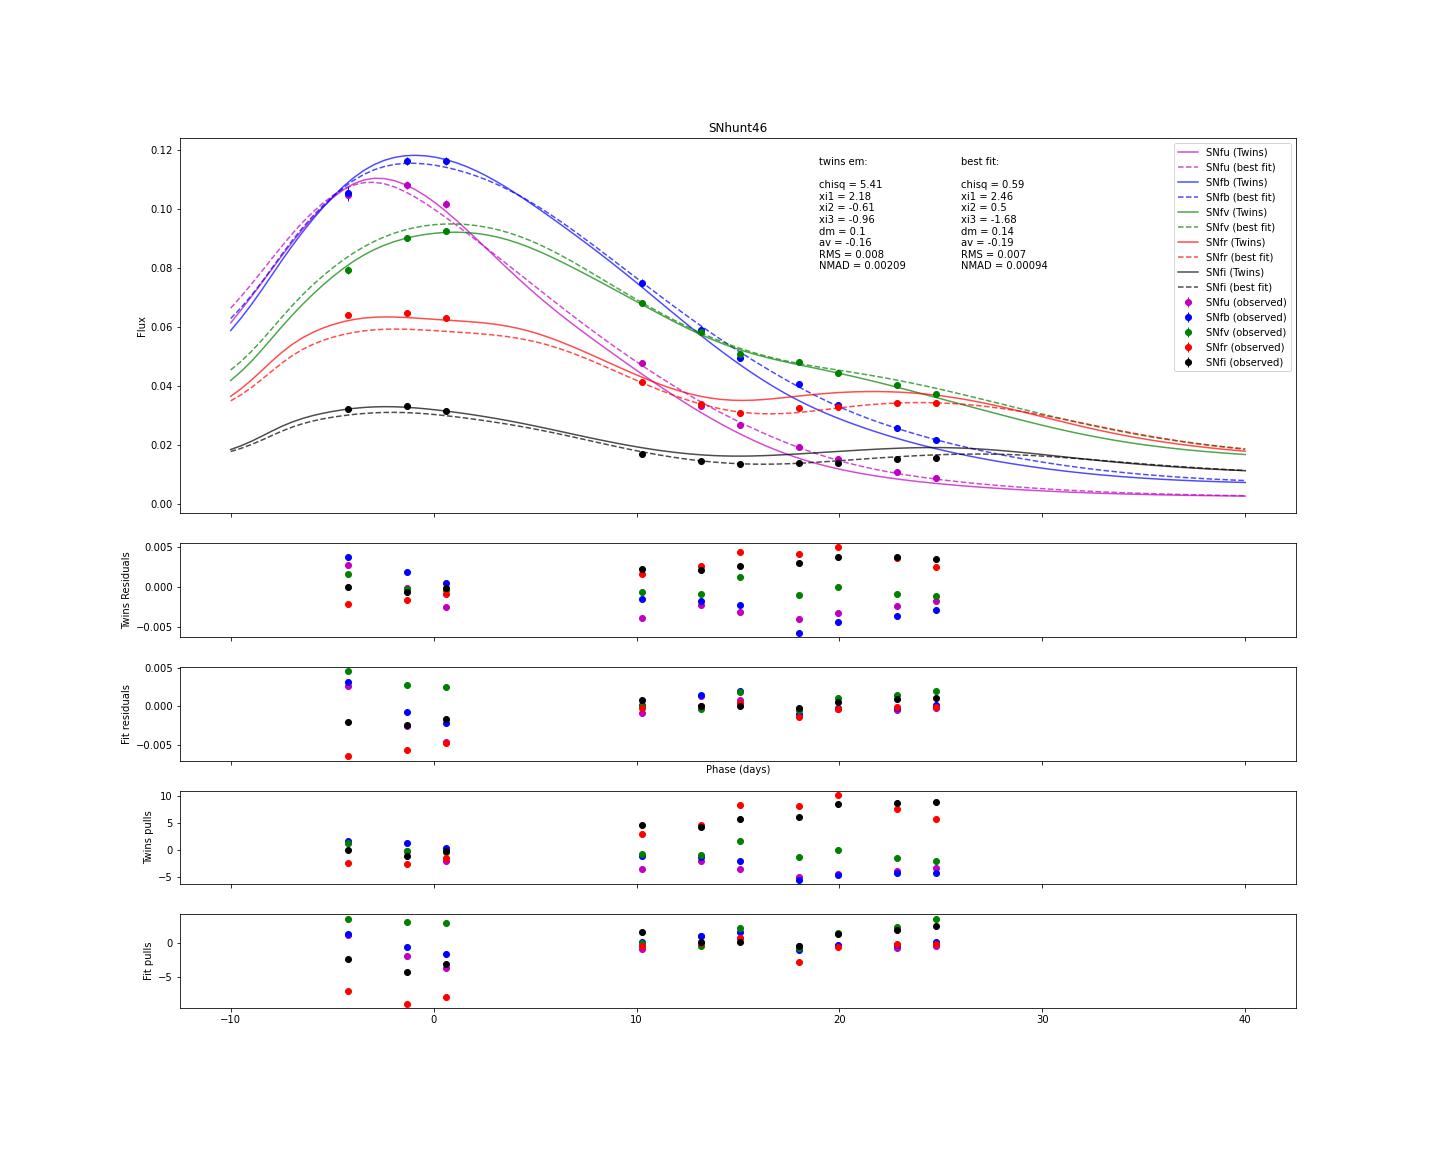 SNhunt46
0.12
0.10
0.08
0.06
0.04
0.02
0.00
Flux
twins em:
chisq = 5.41
xi1 = 2.18
xi2 = -0.61
xi3 = -0.96
dm = 0.1
av = -0.16
RMS = 0.008
NMAD = 0.00209
best fit:
chisq = 0.59
xi1 = 2.46
xi2 = 0.5
xi3 = -1.68
dm = 0.14
av = -0.19
RMS = 0.007
NMAD = 0.00094
SNfu (Twins)
SNfu (best fit)
SNfb (Twins)
SNfb (best fit)
SNfv (Twins)
SNfv (best fit)
SNfr (Twins)
SNfr (best fit)
SNfi (Twins)
SNfi (best fit)
SNfu (observed)
SNfb (observed)
SNfv (observed)
SNfr (observed)
SNfi (observed)
0.005
0.000
−0.005
Twins Residuals
0.005
0.000
−0.005
Fit residuals
Phase (days)
10
5
0
−5
Twins pulls
0
−5
Fit pulls
−10
0
10
20
30
40